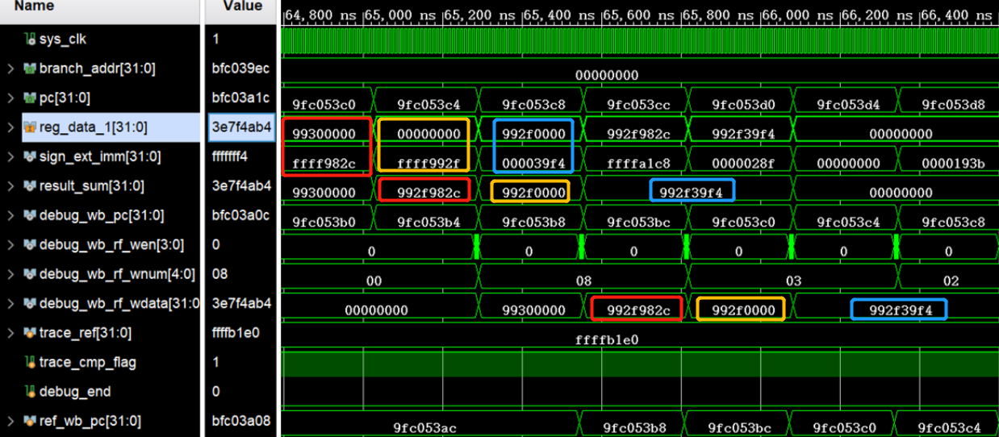 Name Value 64,800 ns 65,000 ns 65,200 ns 65,400 ns 65,600 ns 65,800 ns 66,000 ns 66,200 ns 66,400 ns
sys_clk 1
branch_addr[31:0] bfc039ec 00000000
pc[31:0] bfc03a1c 9fc053c0 9fc053c4 9fc053c8 9fc053cc 9fc053d0 9fc053d4 9fc053d8
reg_data_1[31:0] 3e7f4ab4 99300000 00000000 992f0000 992f982c 992f39f4 00000000
sign_ext_imm[31:0] fffffff4 ffff982c ffff992f 000039f4 ffffa1c8 0000028f 00000000 0000193b
result_sum[31:0] 3e7f4ab4 99300000 992f982c 992f0000 992f39f4 00000000
debug_wb_pc[31:0] bfc03a0c 9fc053b0 9fc053b4 9fc053b8 9fc053bc 9fc053c0 9fc053c4 9fc053c8
debug_wb_rf_wen[3:0] 0 0 0 0 0 0 0
debug_wb_rf_wnum[4:0] 08 00 08 03 02
debug_wb_rf_wdata[31:0 3e7f4ab4 00000000 99300000 992f982c 992f0000 992f39f4
trace_ref[31:0] ffffb1e0 ffffb1e0
trace_cmp_flag 1
debug_end 0
ref_wb_pc[31:0] bfc03a08 9fc053ac 9fc053b8 9fc053bc 9fc053c0 9fc053c4